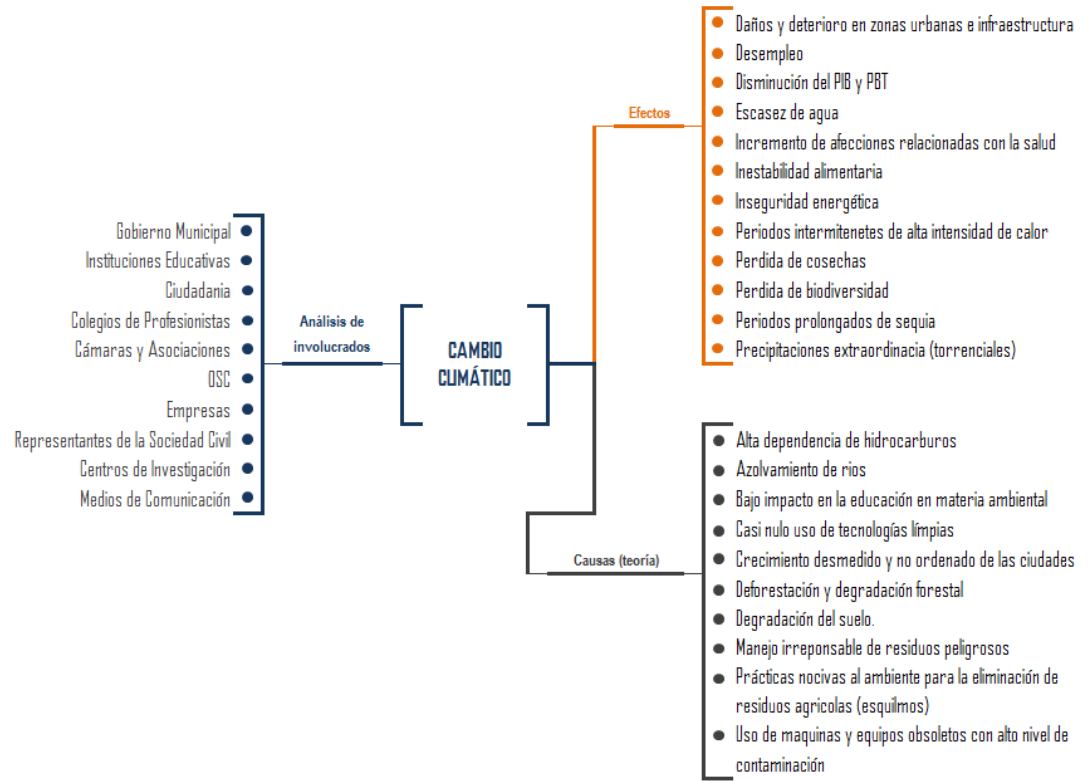 Efectos
Daños y deterioro en zonas urbanas e infraestructura
Desempleo
Disminución del PIB y PBT
Escasez de agua
Incremento de afecciones relacionadas con la salud
Inestabilidad alimentaria
Inseguridad energética
Periodos intermitenetes de alta intensidad de calor
Perdida de cosechas
Perdida de biodiversidad
Periodos prolongados de sequia
Precipitaciones extraordinacia (torrenciales)
Gobierno Municipal
Instituciones Educativas
Ciudadania
Colegios de Profesionistas
Cámaras y Asociaciones
OSC
Empresas
Representantes de la Sociedad Civil
Centros de Investigación
Medios de Comunicación
Análisis de
involucrados
CAMBIO
CLIMÁTICO
Causas (teoría)
Alta dependencia de hidrocarburos
Azolvamiento de rios
Bajo impacto en la educación en materia ambiental
Casi nulo uso de tecnologías límpias
Crecimiento desmedido y no ordenado de las ciudades
Deforestación y degradación forestal
Degradación del suelo.
Manejo irreponsable de residuos peligrosos
Prácticas nocivas al ambiente para la eliminación de
residuos agricolas (esquilmos)
Uso de maquinas y equipos obsoletos con alto nivel de
contaminación